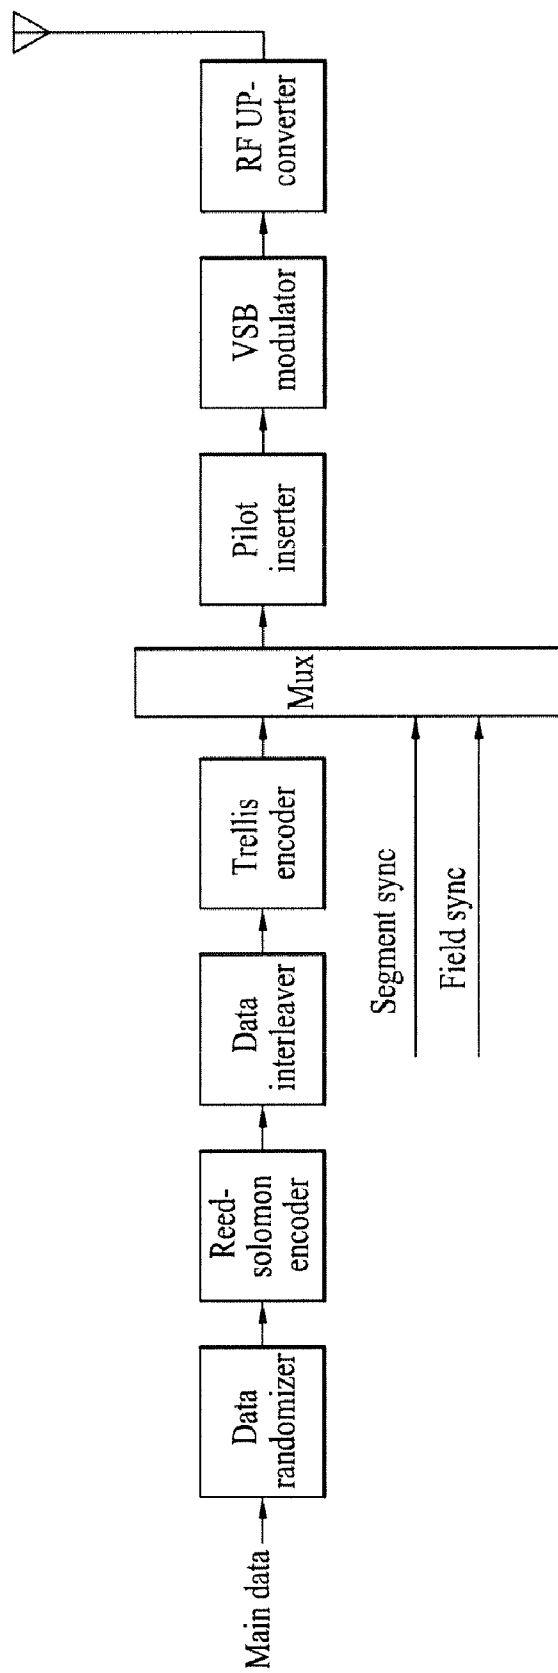 Main data
Data
randomizer
Reed-
solomon
encoder
Data
interleaver
Trellis
encoder
Segment sync
Field sync
Mux
Pilot
inserter
VSB
modulator
RF UP-
converter